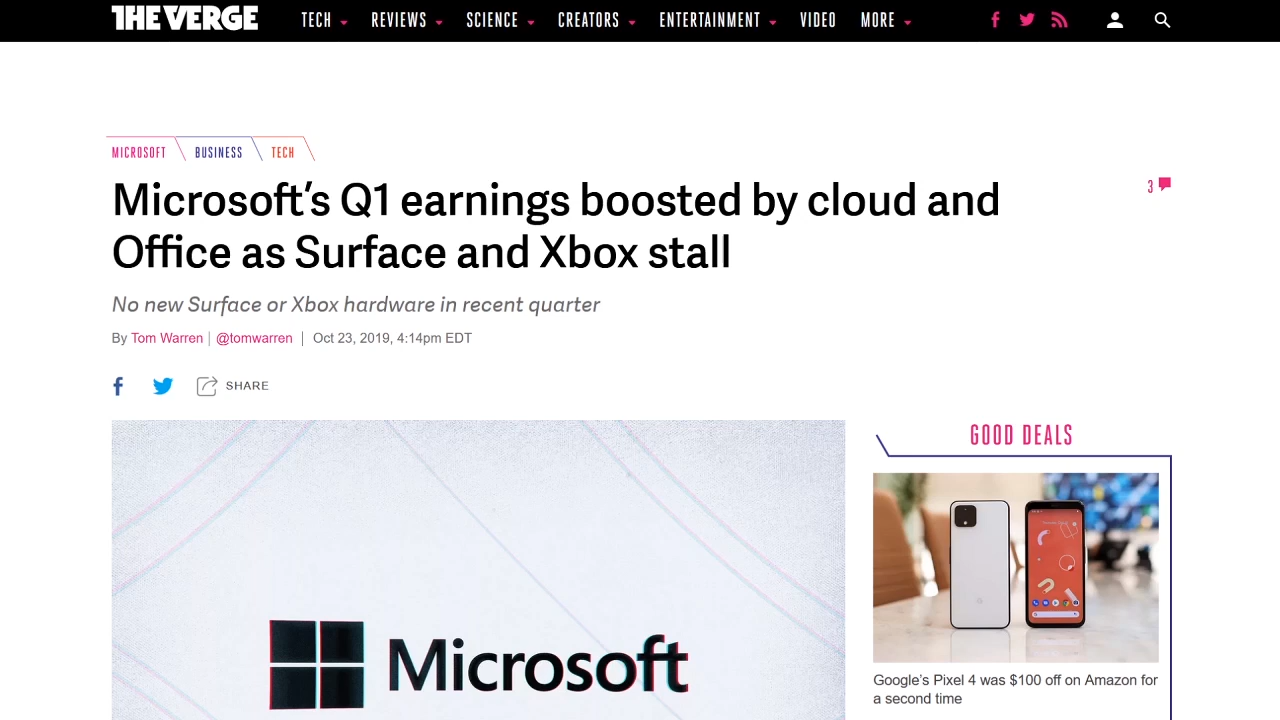 THE VERGE
TECH REVIEWS SCIENCE CREATORS ENTERTAINMENT VIDEO MORE
MICROSOFT BUSINESS TECH
Microsoft’s Q1 earnings boosted by cloud and
Office as Surface and Xbox stall
3
No new Surface or Xbox hardware in recent quarter
By Tom Warren | @tomwarren | Oct 23, 2019, 4:14pm EDT
SHARE
Microsoft
GOOD DEALS
Google’s Pixel 4 was $100 off on Amazon for
a second time